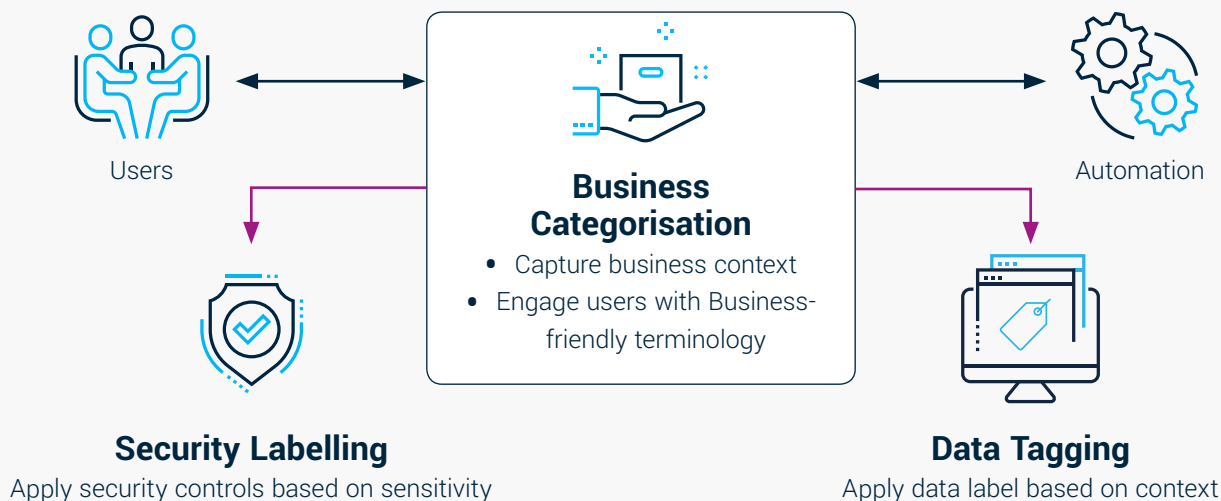 Users
Automation
Business
Categorisation
• Capture business context
• Engage users with Business-
friendly terminology
Security Labelling
Apply security controls based on sensitivity
Data Tagging
Apply data label based on context